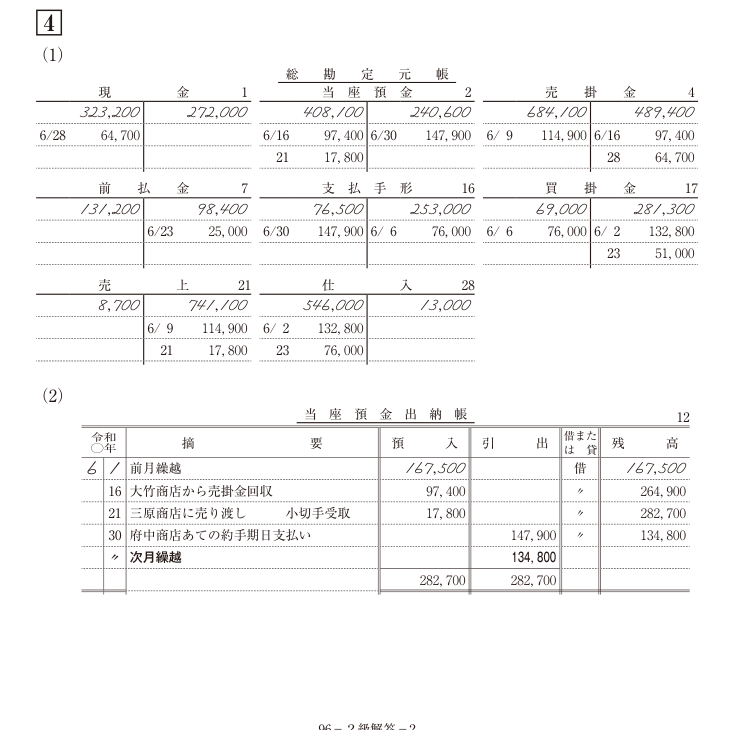 4
(1)
総勘定元帳
現金 1 当座預金 2 売掛金 4
323,200 272,000 408,100 240,600 684,100 489,400
6/28 64,700 6/16 97,400 6/30 147,900 6/ 9 114,900 6/16 97,400
21 17,800 28 64,700
前払金 7 支払手形 16 買掛金 17
131,200 98,400 76,500 253,000 69,000 281,300
6/23 25,000 6/30 147,900 6/ 6 76,000 6/ 6 76,000 6/ 2 132,800
23 51,000
売上 21 仕入 28
8,700 741,100 546,000 13,000
6/ 9 114,900 6/ 2 132,800
21 17,800 23 76,000
(2)
当座預金出納帳
12
令和〇年 摘要 預入 引出 借または貸 残高
6 1 前月繰越 167,500 借 167,500
16 大竹商店から売掛金回収 97,400 〃 264,900
21 三原商店に売り渡し 小切手受取 17,800 〃 282,700
30 府中商店あての約手期日支払い 147,900 〃 134,800
〃 次月繰越 134,800
282,700 282,700
96－2級解答－2